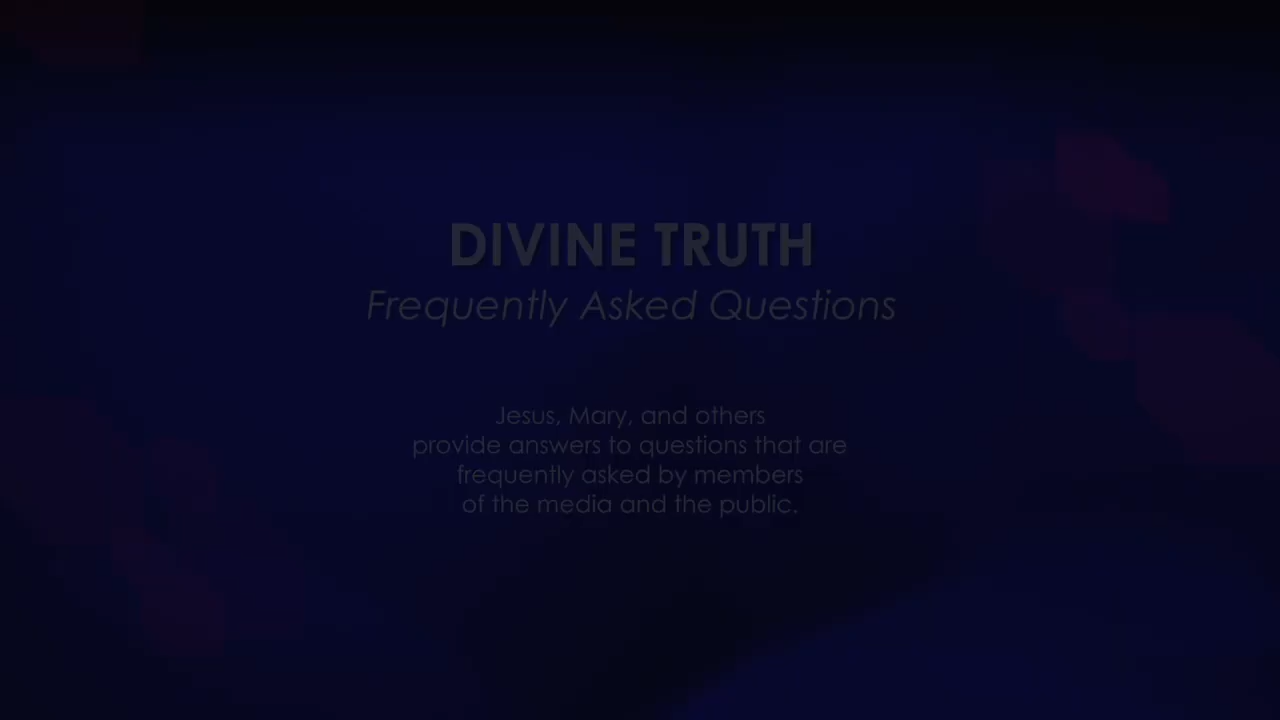 DIVINE TRUTH
Frequently Asked Questions
Jesus, Mary, and others
provide answers to questions that are
frequently asked by members
of the media and the public.